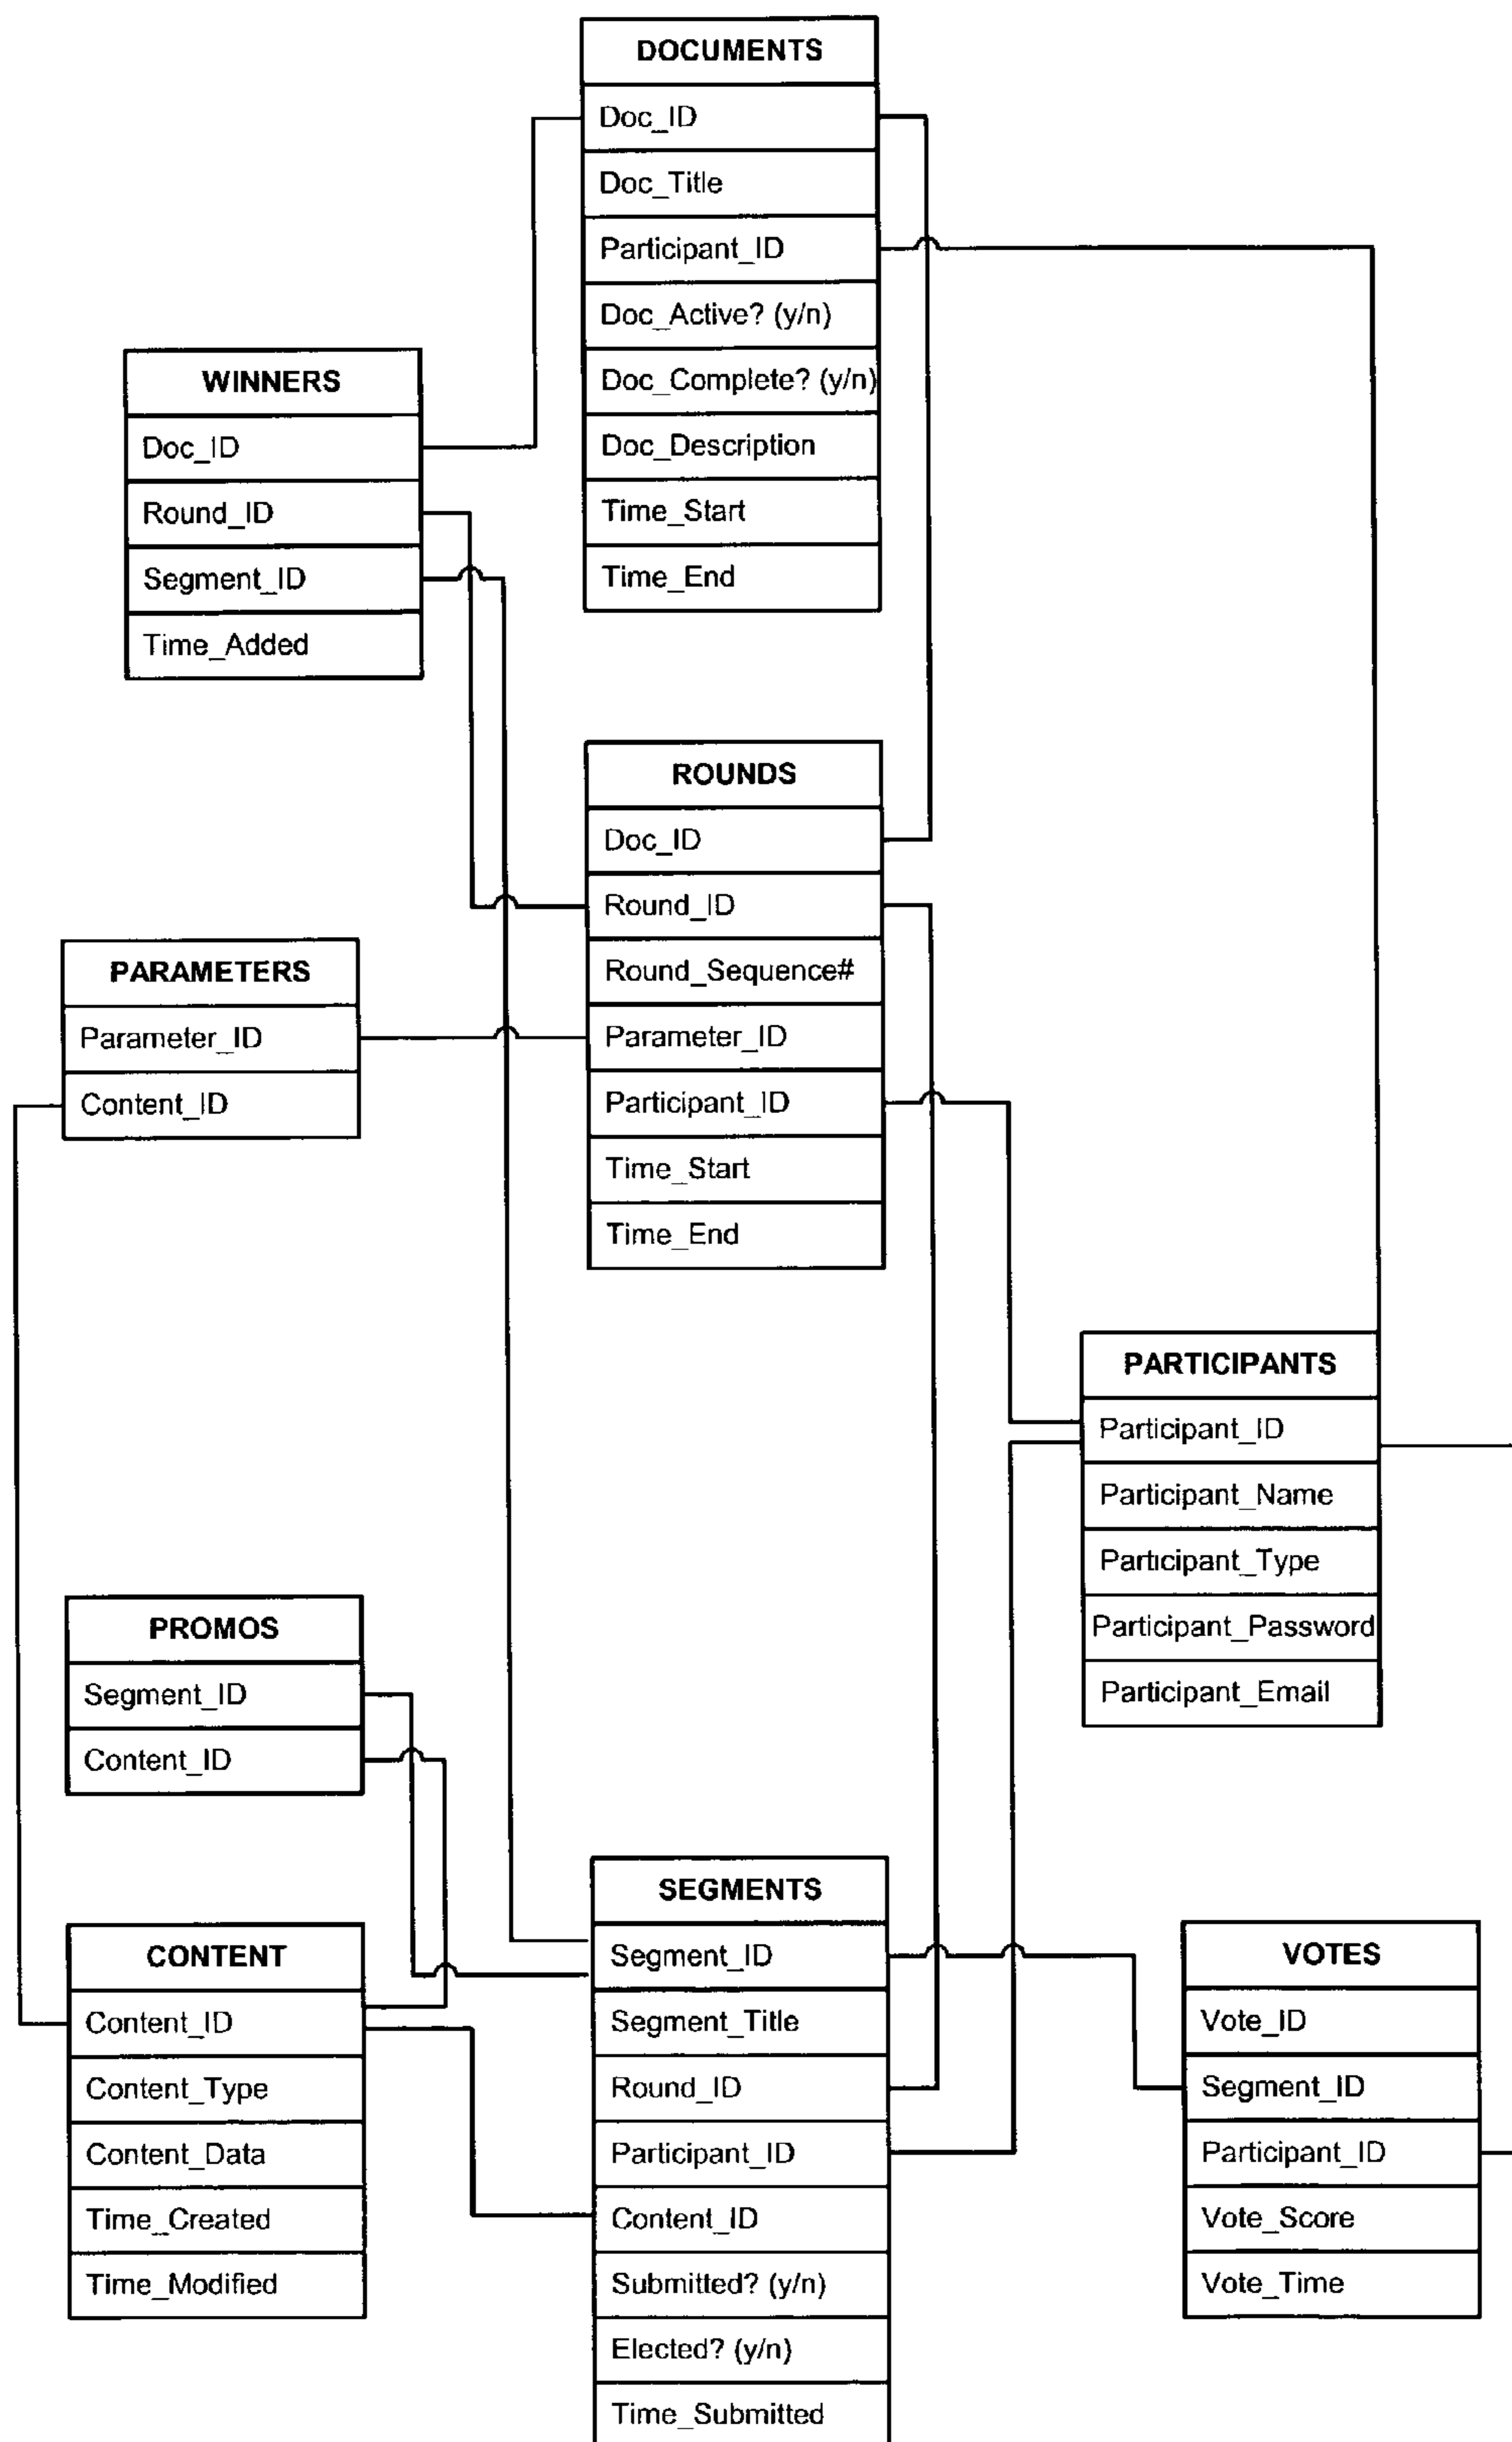 DOCUMENTS
Doc_ID
Doc_Title
Participant_ID
Doc_Active? (y/n)
Doc_Complete? (y/n)
Doc_Description
Time_Start
Time_End
WINNERS
Doc_ID
Round_ID
Segment_ID
Time_Added
ROUNDS
Doc_ID
Round_ID
Round_Sequence#
Parameter_ID
Participant_ID
Time_Start
Time_End
PARAMETERS
Parameter_ID
Content_ID
PARTICIPANTS
Participant_ID
Participant_Name
Participant_Type
Participant_Password
Participant_Email
PROMOS
Segment_ID
Content_ID
CONTENT
Content_ID
Content_Type
Content_Data
Time_Created
Time_Modified
SEGMENTS
Segment_ID
Segment_Title
Round_ID
Participant_ID
Content_ID
Submitted? (y/n)
Elected? (y/n)
Time_Submitted
VOTES
Vote_ID
Segment_ID
Participant_ID
Vote_Score
Vote_Time